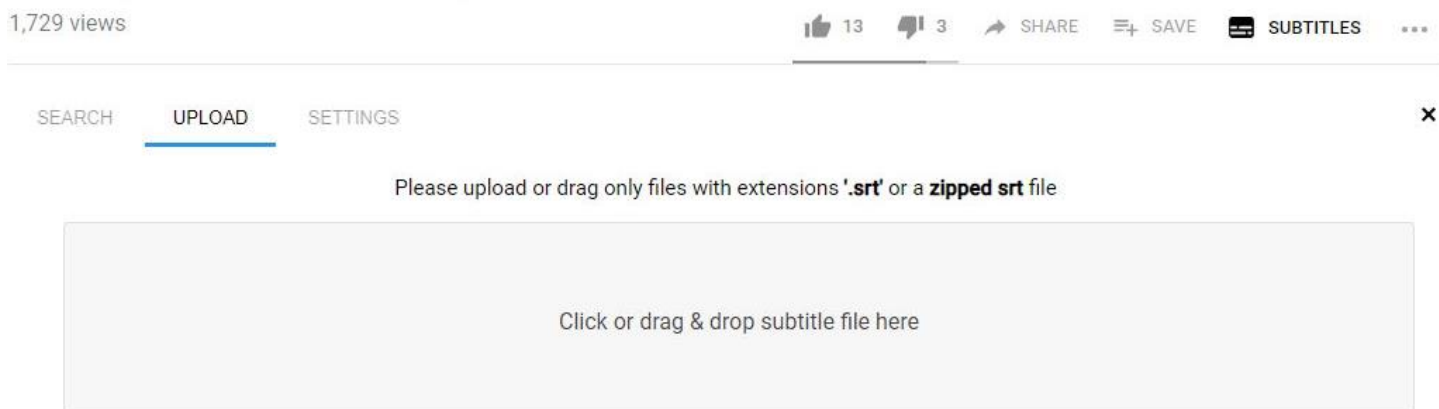 1,729 views 13 3 SHARE SAVE SUBTITLES
SEARCH UPLOAD SETTINGS
Please upload or drag only files with extensions '.srt' or a zipped srt file
Click or drag & drop subtitle file here